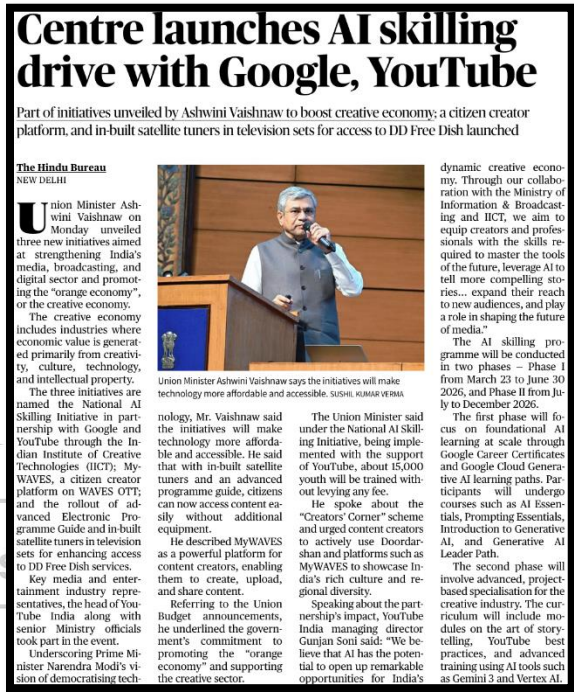 Centre launches AI skilling
drive with Google, YouTube
Part of initiatives unveiled by Ashwini Vaishnaw to boost creative economy; a citizen creator
platform, and in-built satellite tuners in television sets for access to DD Free Dish launched
The Hindu Bureau
NEW DELHI
Union Minister Ash-
wini Vaishnaw on
Monday unveiled
three new initiatives aimed
at strengthening India's
media, broadcasting, and
digital sector and promot-
ing the "orange economy",
or the creative economy.
The creative economy
includes industries where
economic value is generat-
ed primarily from creativi-
ty, culture, technology,
and intellectual property.
The three initiatives are
named the National AI
Skilling Initiative in part-
nership with Google and
YouTube through the In-
dian Institute of Creative
Technologies (IICT); My-
WAVES, a citizen creator
platform on WAVES OTT;
and the rollout of ad-
vanced Electronic Pro-
gramme Guide and in-built
satellite tuners in television
sets for enhancing access
to DD Free Dish services.
Key media and enter-
tainment industry repre-
sentatives, the head of You-
Tube India along with
senior Ministry officials
took part in the event.
Underscoring Prime Mi-
nister Narendra Modi's vi-
sion of democratising tech-
Union Minister Ashwini Vaishnaw says the initiatives will make
technology more affordable and accessible. SUSHIL KUMAR VERMA
nology, Mr. Vaishnaw said
the initiatives will make
technology more afforda-
ble and accessible. He said
that with in-built satellite
tuners and an advanced
programme guide, citizens
can now access content ea-
sily without additional
equipment.
He described MyWAVES
as a powerful platform for
content creators, enabling
them to create, upload,
and share content.
Referring to the Union
Budget announcements,
he underlined the govern-
ment's commitment to
promoting the "orange
economy" and supporting
the creative sector.
The Union Minister said
under the National AI Skill-
ing Initiative, being imple-
mented with the support
of YouTube, about 15,000
youth will be trained with-
out levying any fee.
He spoke about the
"Creators' Corner" scheme
and urged content creators
to actively use Doordar-
shan and platforms such as
MyWAVES to showcase In-
dia's rich culture and re-
gional diversity.
Speaking about the part-
nership's impact, YouTube
India managing director
Gunjan Soni said: "We be-
lieve that AI has the poten-
tial to open up remarkable
opportunities for India's
dynamic creative econo-
my. Through our collabo-
ration with the Ministry of
Information & Broadcast-
ing and IICT, we aim to
equip creators and profes-
sionals with the skills re-
quired to master the tools
of the future, leverage AI to
tell more compelling sto-
ries... expand their reach
to new audiences, and play
a role in shaping the future
of media."
The AI skilling pro-
gramme will be conducted
in two phases – Phase I
from March 23 to June 30
2026, and Phase II from Ju-
ly to December 2026.
The first phase will fo-
cus on foundational AI
learning at scale through
Google Career Certificates
and Google Cloud Genera-
tive AI learning paths. Par-
ticipants will undergo
courses such as AI Essen-
tials, Prompting Essentials,
Introduction to Generative
AI, and Generative AI
Leader Path.
The second phase will
involve advanced, project-
based specialisation for the
creative industry. The cur-
riculum will include mo-
dules on the art of story-
telling, YouTube best
practices, and advanced
training using AI tools such
as Gemini 3 and Vertex AI.